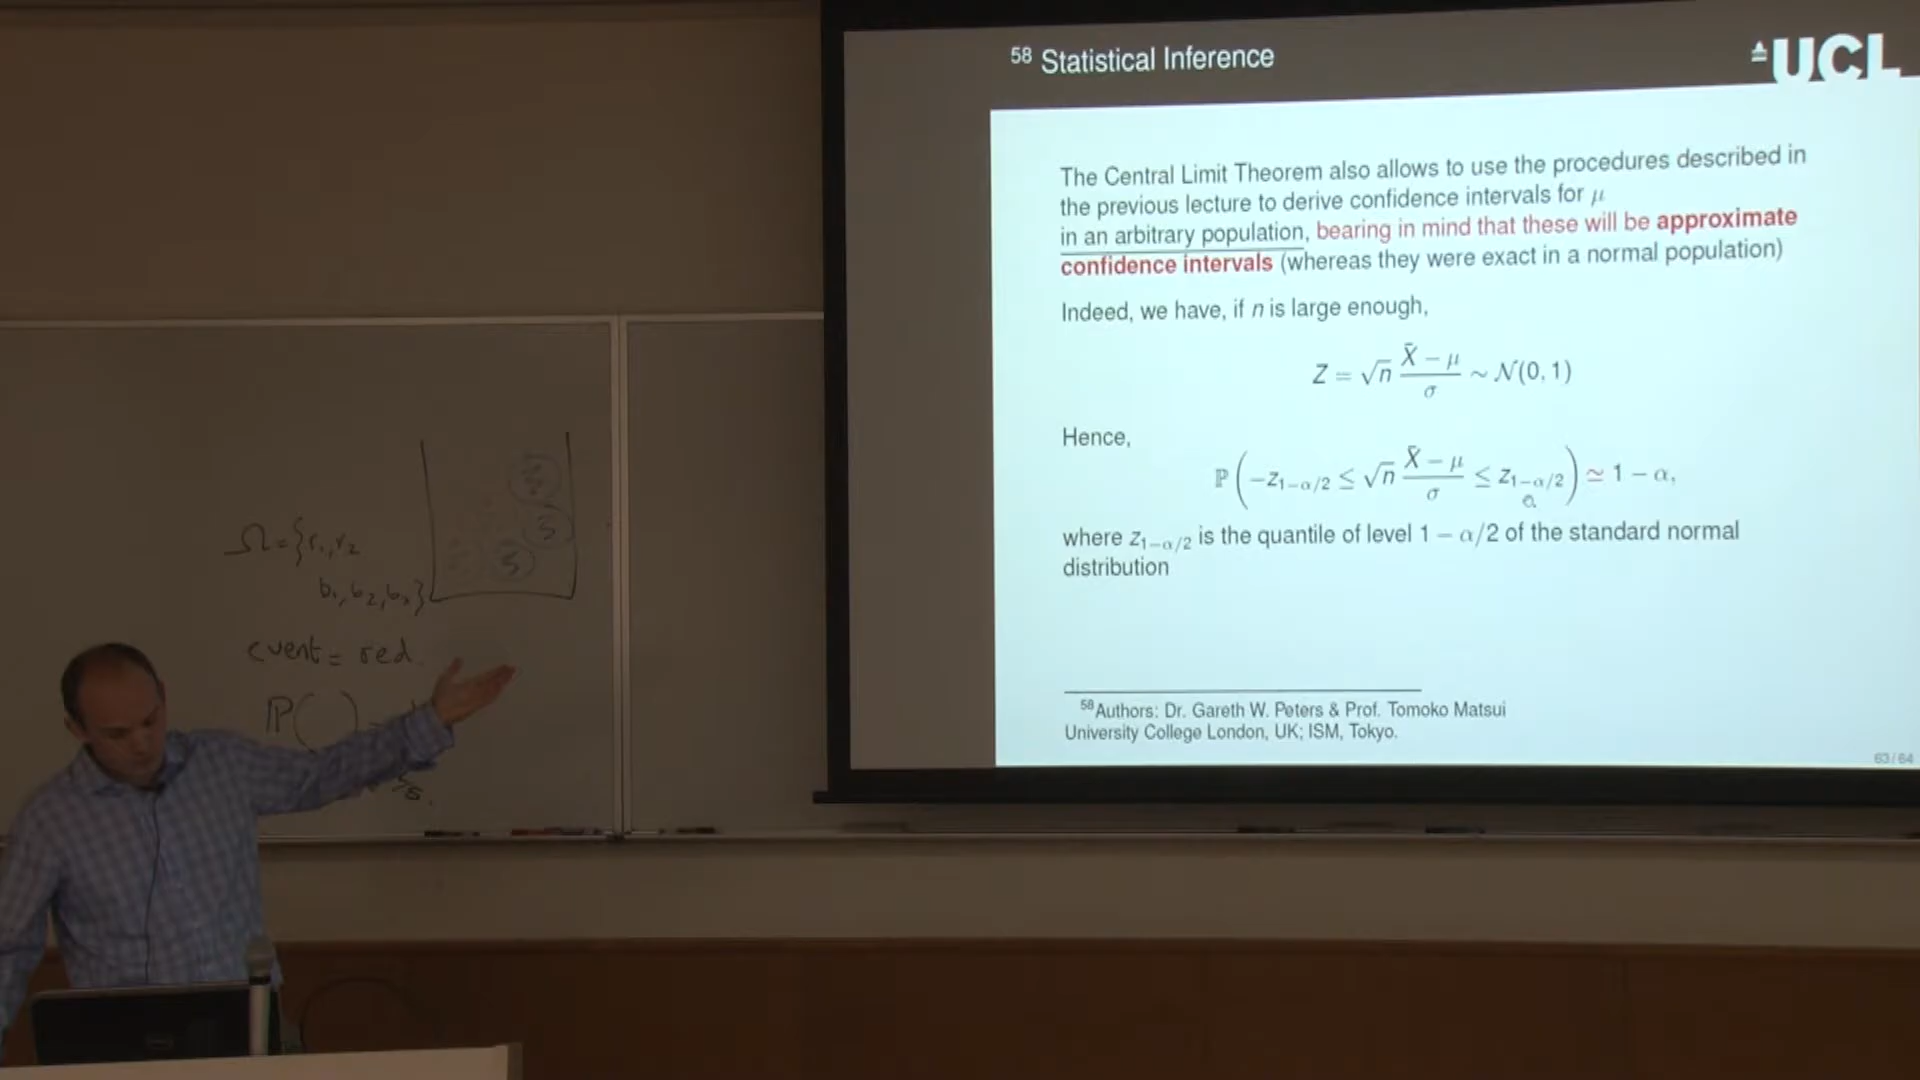 58 Statistical Inference
UCL
The Central Limit Theorem also allows to use the procedures described in
the previous lecture to derive confidence intervals for μ
in an arbitrary population, bearing in mind that these will be approximate
confidence intervals (whereas they were exact in a normal population)
Indeed, we have, if n is large enough,
Z = √n (X̄ − μ)/σ ~ N(0, 1)
Hence,
ℙ(−z₁₋α/₂ ≤ √n (X̄ − μ)/σ ≤ z₁₋α/₂) ≃ 1 − α,
where z₁₋α/₂ is the quantile of level 1 − α/2 of the standard normal
distribution
58 Authors: Dr. Gareth W. Peters & Prof. Tomoko Matsui
University College London, UK; ISM, Tokyo.
63 / 64
Ω = {r₁, r₂
b₁, b₂, b₃}
event = red
ℙ( ) =